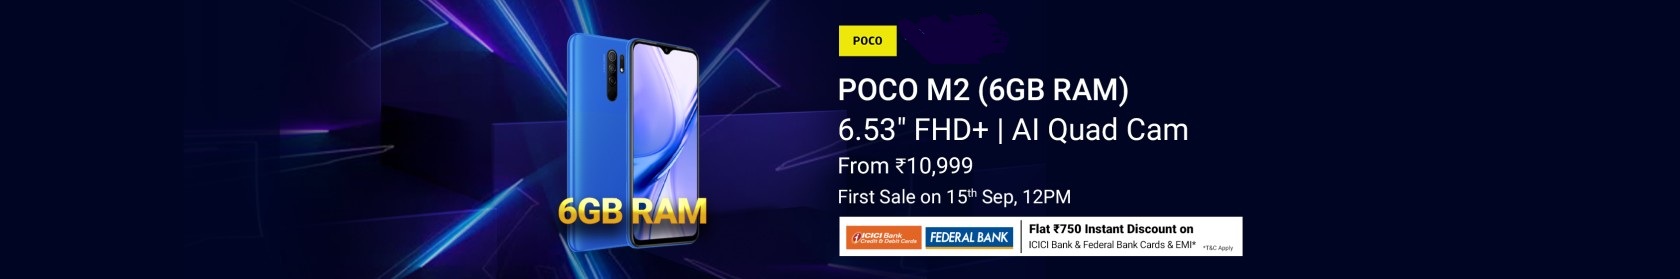 POCO
POCO M2 (6GB RAM)
6.53" FHD+ | AI Quad Cam
From ₹10,999
First Sale on 15th Sep, 12PM
6GB RAM
ICICI Bank
Credit & Debit Cards
FEDERAL BANK
Flat ₹750 Instant Discount on
ICICI Bank & Federal Bank Cards & EMI*
*T&C Apply